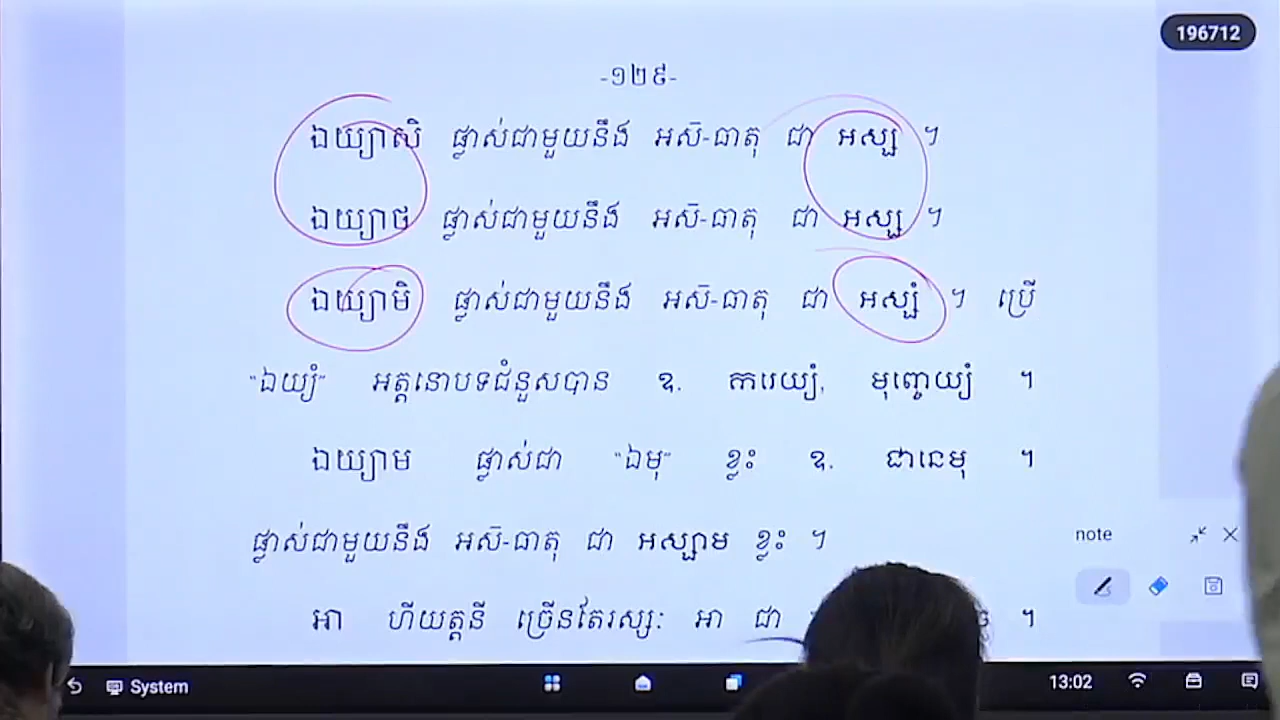 196712
-១២៩-
ឯយ្យាសិ ផ្លាស់ជាមួយនឹង អស៑-ធាតុ ជា អស្ស ។
ឯយ្យាថ ផ្លាស់ជាមួយនឹង អស៑-ធាតុ ជា អស្ស ។
ឯយ្យាមិ ផ្លាស់ជាមួយនឹង អស៑-ធាតុ ជា អស្សំ ។ ប្រើ
"ឯយ្យំ" អត្តនោបទជំនួសបាន ឧ. ករេយ្យំ, មុញ្ចេយ្យំ ។
ឯយ្យាម ផ្លាស់ជា "ឯមុ" ខ្លះ ឧ. ជានេមុ ។
ផ្លាស់ជាមួយនឹង អស៑-ធាតុ ជា អស្សាម ខ្លះ ។
អា ហីយត្តនី ច្រើនតែរស្សៈ អា ជា ។
note
System
13:02